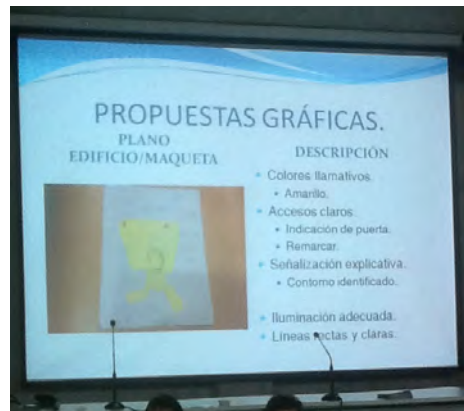 PROPUESTAS GRÁFICAS.
PLANO
EDIFICIO/MAQUETA
DESCRIPCIÓN
Colores llamativos.
Amarillo.
Accesos claros.
Indicación de puerta.
Remarcar.
Señalización explicativa.
Contorno identificado.
Iluminación adecuada.
Líneas rectas y claras.